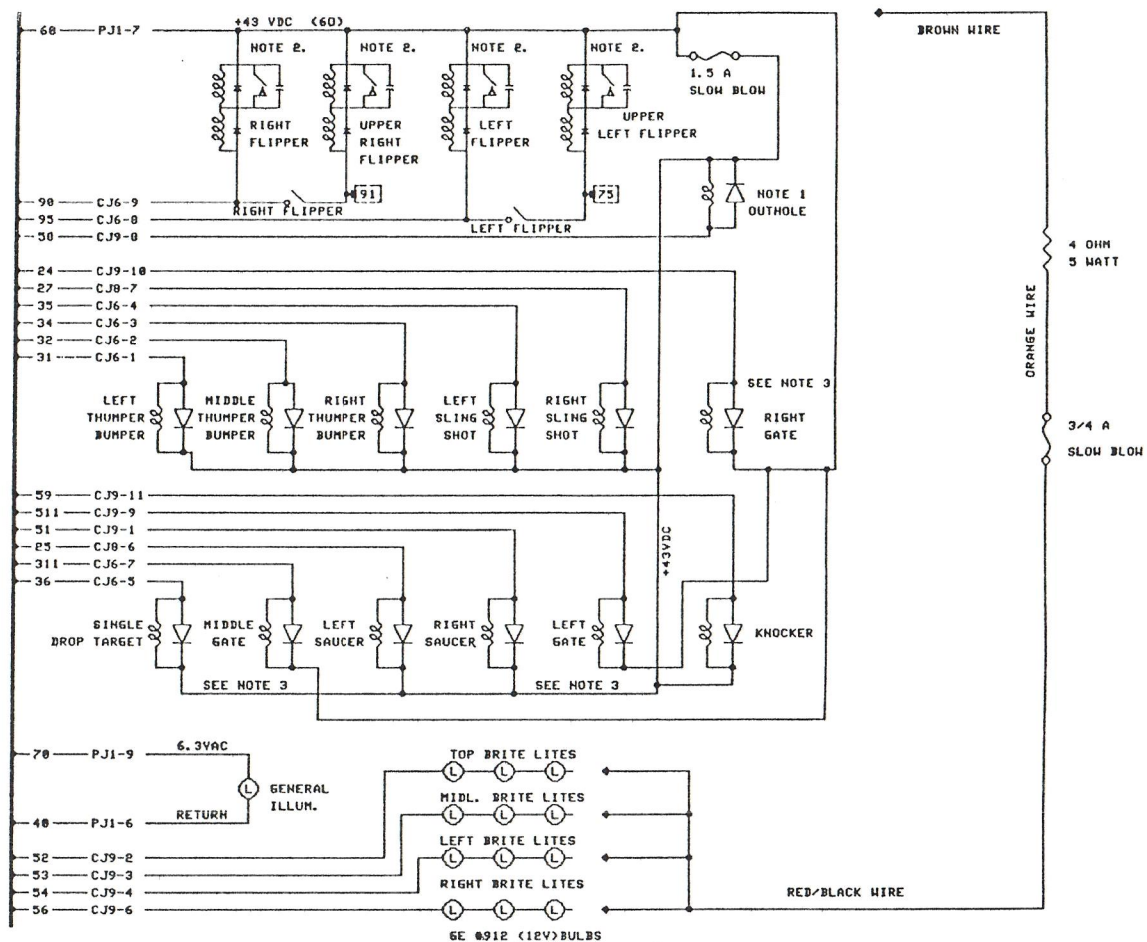 +43 VDC (60)
60 PJ1-7
BROWN WIRE
NOTE 2. NOTE 2. NOTE 2. NOTE 2.
1.5 A
SLOW BLOW
RIGHT
FLIPPER
UPPER
RIGHT
FLIPPER
LEFT
FLIPPER
UPPER
LEFT FLIPPER
91
75
NOTE 1
OUTHOLE
90 CJ6-9
RIGHT FLIPPER
95 CJ6-8
LEFT FLIPPER
50 CJ9-8
4 OHM
5 WATT
ORANGE WIRE
24 CJ9-10
27 CJ8-7
35 CJ6-4
34 CJ6-3
32 CJ6-2
31 CJ6-1
LEFT
THUMPER
BUMPER
MIDDLE
THUMPER
BUMPER
RIGHT
THUMPER
BUMPER
LEFT
SLING
SHOT
RIGHT
SLING
SHOT
SEE NOTE 3
RIGHT
GATE
3/4 A
SLOW BLOW
59 CJ9-11
511 CJ9-9
51 CJ9-1
25 CJ8-6
311 CJ6-7
36 CJ6-5
+43VDC
SINGLE
DROP TARGET
MIDDLE
GATE
LEFT
SAUCER
RIGHT
SAUCER
LEFT
GATE
KNOCKER
SEE NOTE 3
SEE NOTE 3
70 PJ1-9 6.3VAC
GENERAL
ILLUM.
40 PJ1-6 RETURN
TOP BRITE LITES
L L L L
MIDL. BRITE LITES
L L L
LEFT BRITE LITES
L L L
RIGHT BRITE LITES
L L L
52 CJ9-2
53 CJ9-3
54 CJ9-4
56 CJ9-6
RED/BLACK WIRE
GE #912 (12V)BULBS